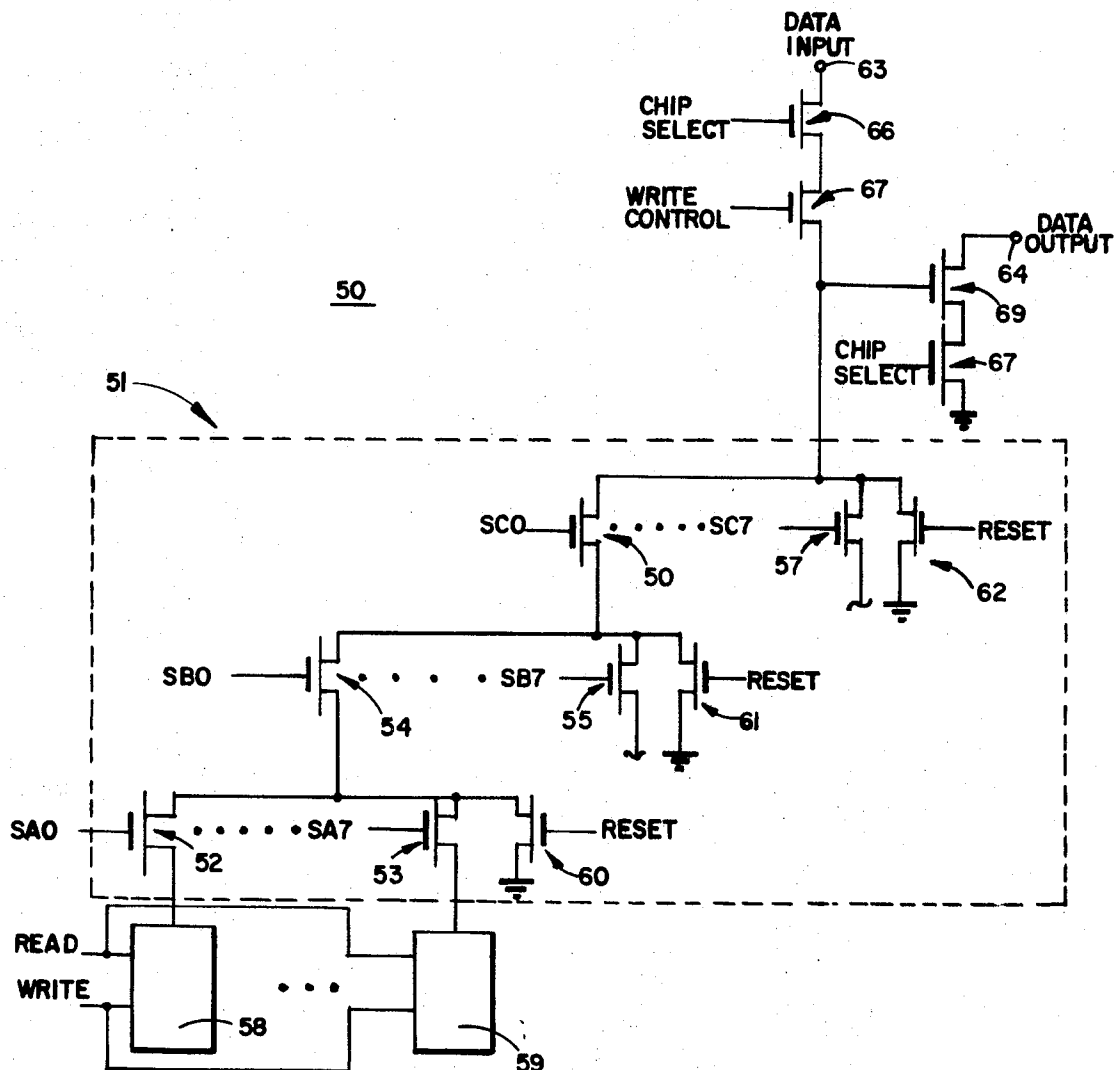 DATA
INPUT
63
CHIP
SELECT
66
WRITE
CONTROL
67
DATA
OUTPUT
64
69
50
CHIP
SELECT
67
51
SC0
SC7
57
RESET
50
62
SB0
SB7
RESET
54
55
61
SA0
SA7
RESET
52
53
60
READ
WRITE
58
59